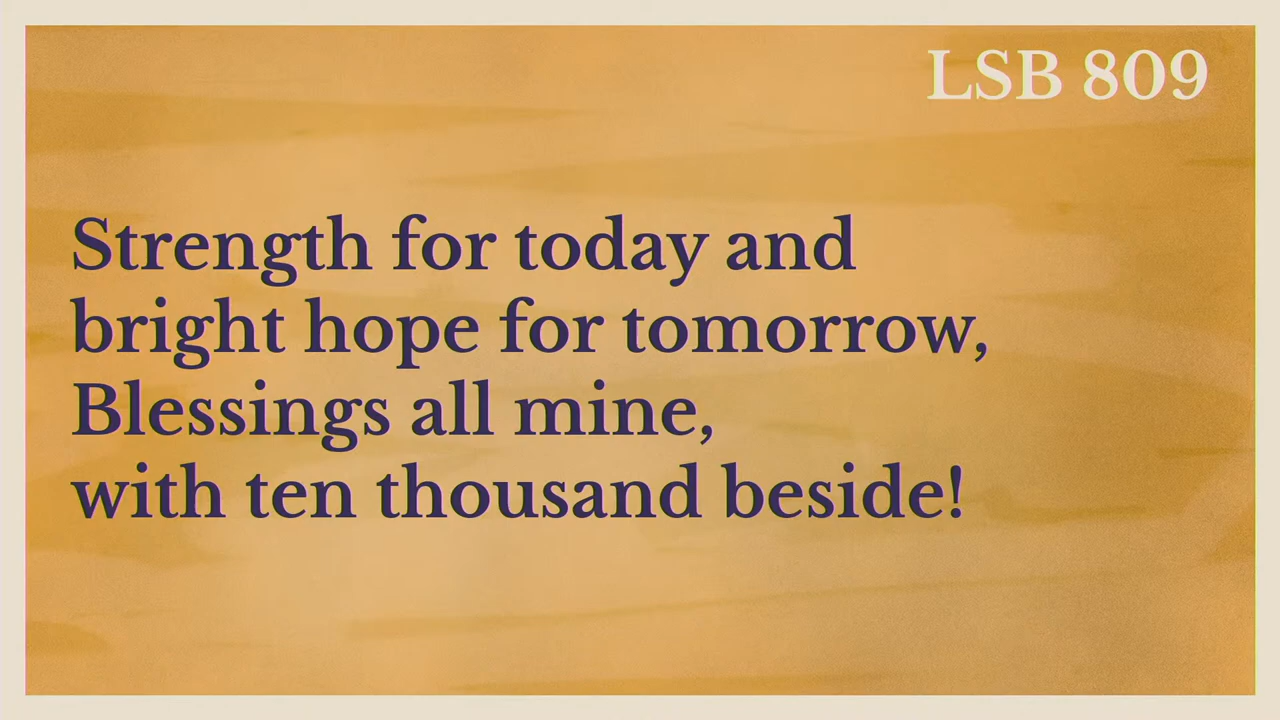 LSB 809
Strength for today and
bright hope for tomorrow,
Blessings all mine,
with ten thousand beside!